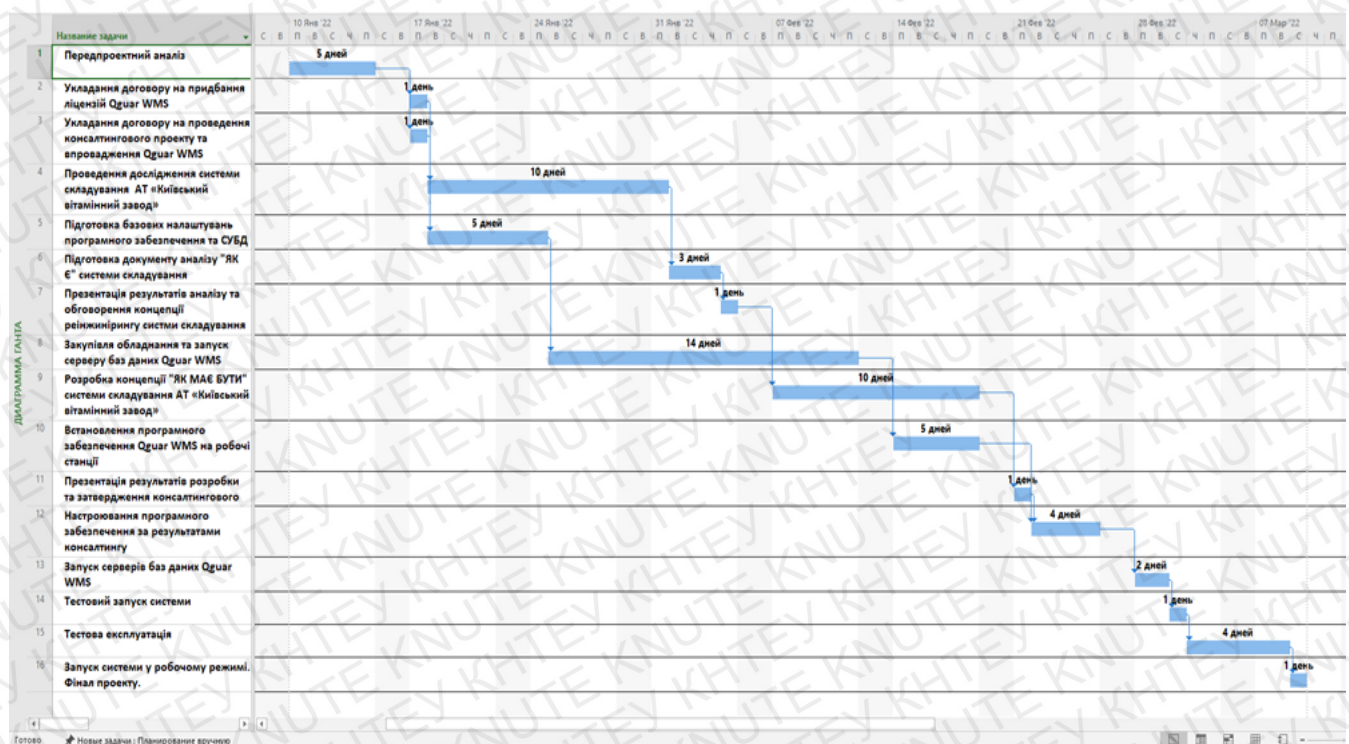 10 Янв '22 17 Янв '22 24 Янв '22 31 Янв '22 07 Фев '22 14 Фев '22 21 Фев '22 28 Фев '22 07 Мар '22
Название задачи
1 Передпроектний аналіз
5 дней
2 Укладання договору на придбання
ліцензій Qguar WMS
1 день
3 Укладання договору на проведення
консалтингового проекту та
впровадження Qguar WMS
1 день
4 Проведення дослідження системи
складування АТ «Київський
вітамінний завод»
10 дней
5 Підготовка базових налаштувань
програмного забезпечення та СУБД
5 дней
6 Підготовка документу аналізу "ЯК
Є" системи складування
3 дней
7 Презентація результатів аналізу та
обговорення концепції
реінжинірингу систми складування
1 день
8 Закупівля обладнання та запуск
серверу баз даних Qguar WMS
14 дней
9 Розробка концепції "ЯК МАЄ БУТИ"
системи складування АТ «Київський
вітамінний завод»
10 дней
10 Встановлення програмного
забезпечення Qguar WMS на робочі
станції
5 дней
11 Презентація результатів розробки
та затвердження консалтингового
1 день
12 Настроювання програмного
забезпечення за результатами
консалтингу
4 дней
13 Запуск серверів баз даних Qguar
WMS
2 дней
14 Тестовий запуск системи
1 день
15 Тестова експлуатація
4 дней
16 Запуск системи у робочому режимі.
Фінал проекту.
1 день
ДИАГРАММА ГАНТА
Готово Новые задачи : Планирование вручную
КНТЕУ KNUTE